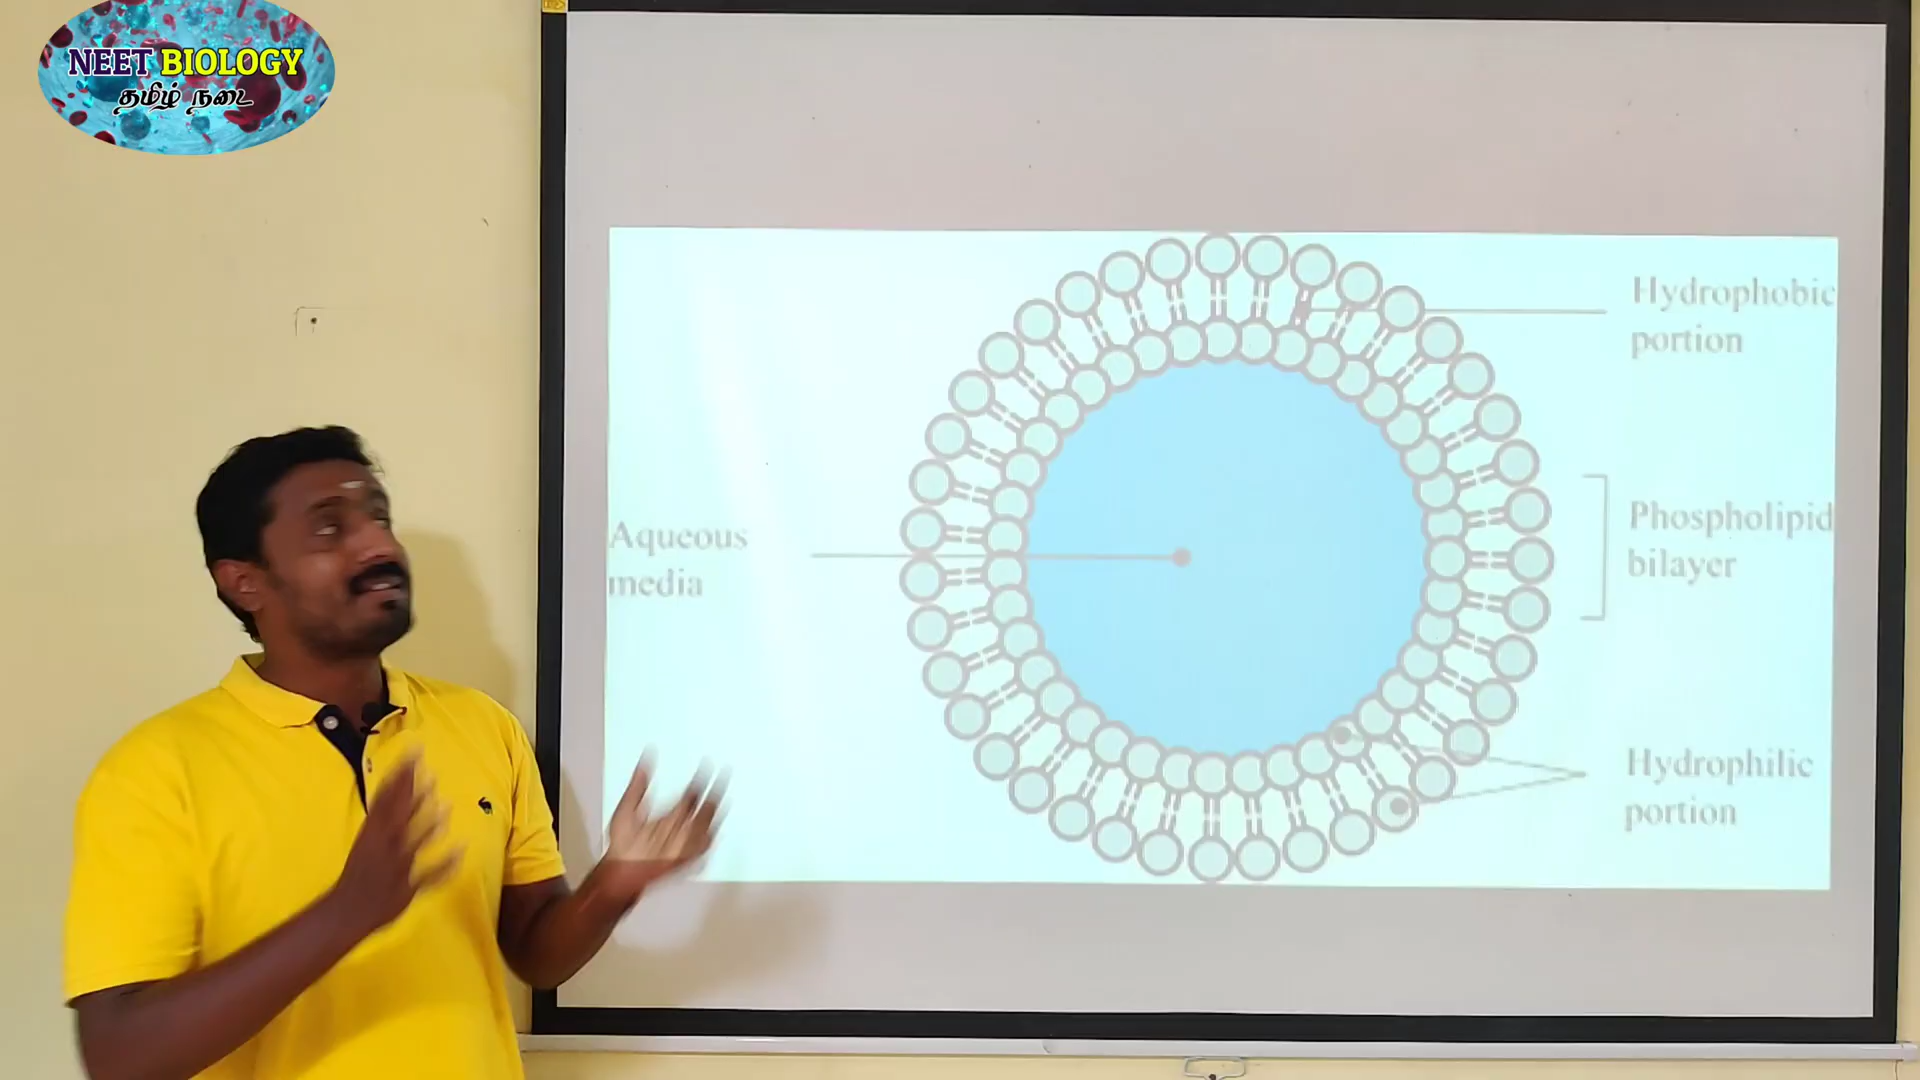 NEET BIOLOGY
தமிழ் நடை
Hydrophobic
portion
Aqueous
media
Phospholipid
bilayer
Hydrophilic
portion